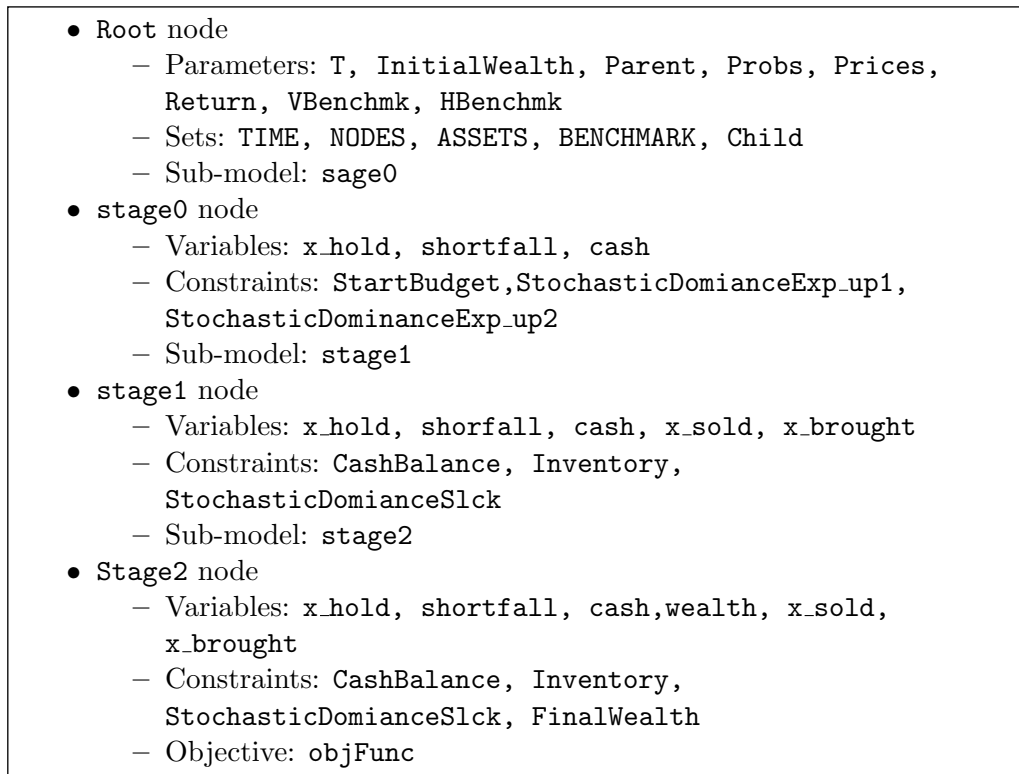 • Root node
– Parameters: T, InitialWealth, Parent, Probs, Prices,
Return, VBenchmk, HBenchmk
– Sets: TIME, NODES, ASSETS, BENCHMARK, Child
– Sub-model: sage0
• stage0 node
– Variables: x_hold, shortfall, cash
– Constraints: StartBudget,StochasticDomianceExp_up1,
StochasticDominanceExp_up2
– Sub-model: stage1
• stage1 node
– Variables: x_hold, shorfall, cash, x_sold, x_brought
– Constraints: CashBalance, Inventory,
StochasticDomianceSlck
– Sub-model: stage2
• Stage2 node
– Variables: x_hold, shortfall, cash,wealth, x_sold,
x_brought
– Constraints: CashBalance, Inventory,
StochasticDomianceSlck, FinalWealth
– Objective: objFunc